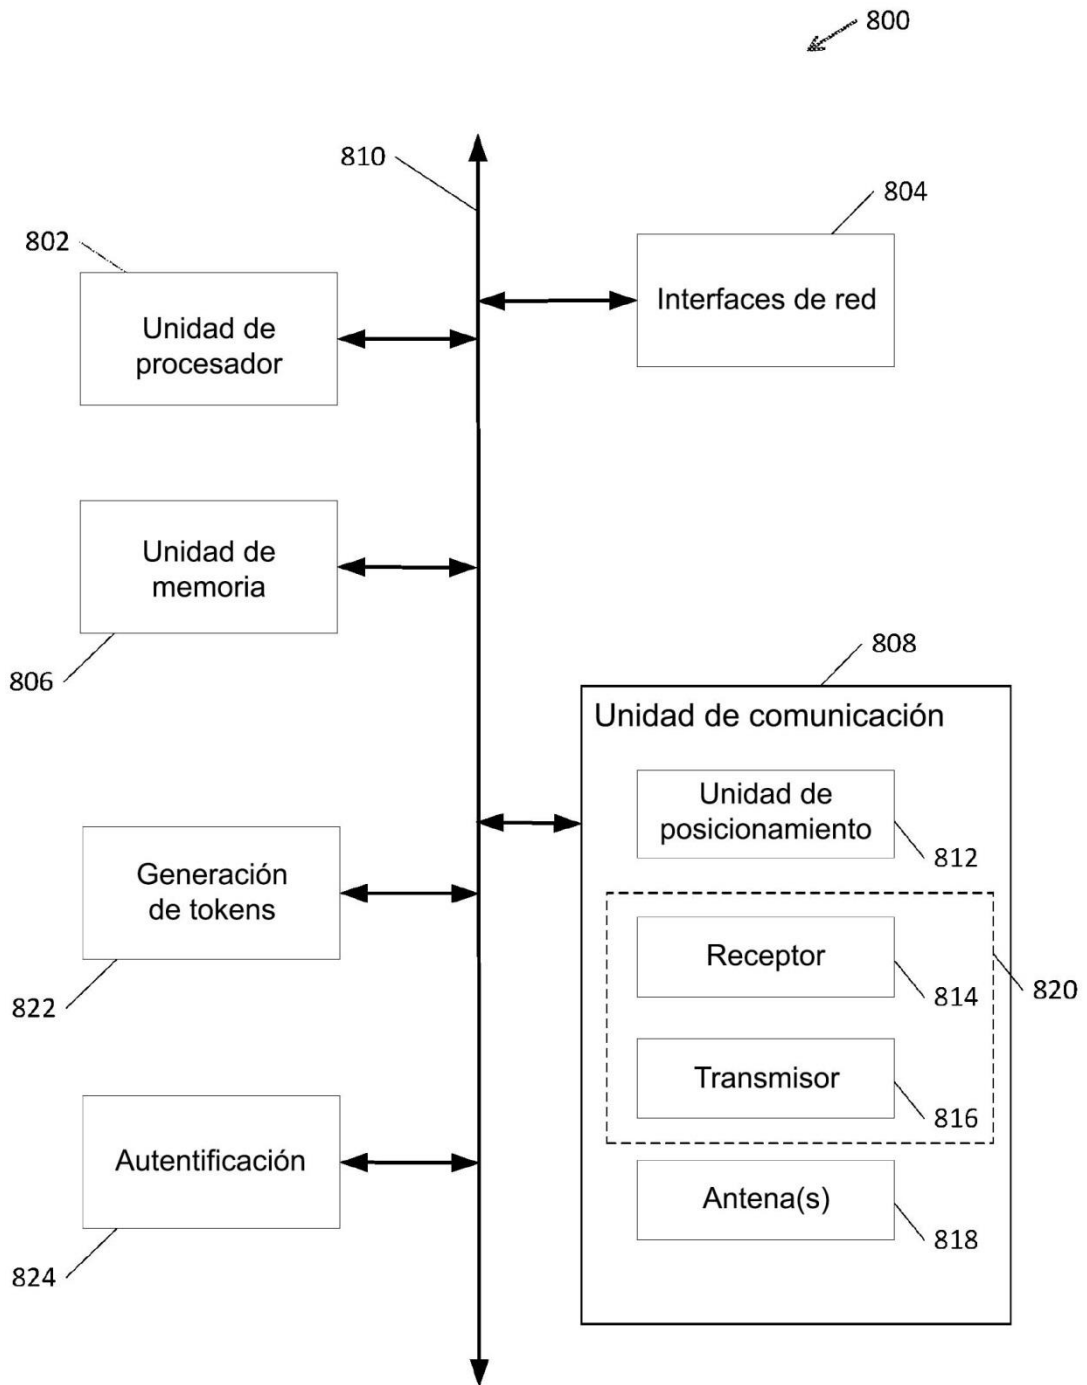 800
810
804
802
Interfaces de red
Unidad de
procesador
Unidad de
memoria
806
808
Unidad de comunicación
Unidad de
posicionamiento
812
Generación
de tokens
822
Receptor
814
820
Transmisor
816
Autentificación
824
Antena(s)
818